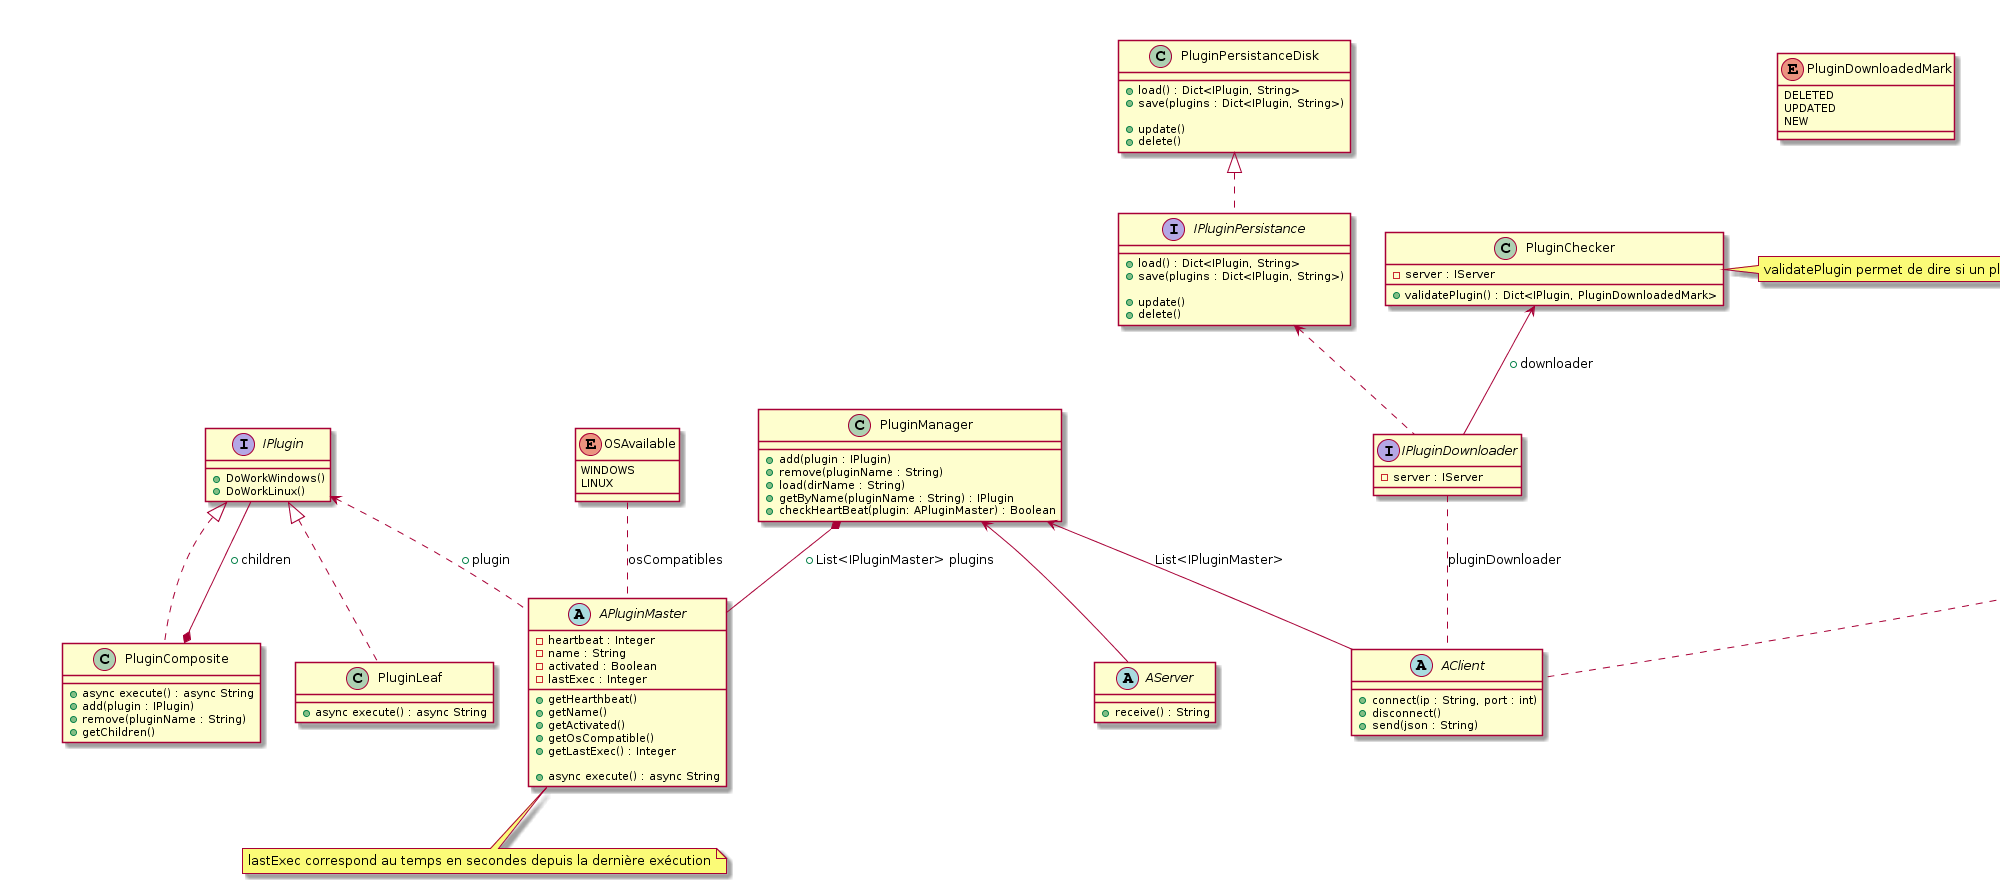 C PluginPersistanceDisk
load() : Dict<IPlugin, String>
save(plugins : Dict<IPlugin, String>)
update()
delete()
E PluginDownloadedMark
DELETED
UPDATED
NEW
I IPluginPersistance
load() : Dict<IPlugin, String>
save(plugins : Dict<IPlugin, String>)
update()
delete()
C PluginChecker
server : IServer
validatePlugin() : Dict<IPlugin, PluginDownloadedMark>
validatePlugin permet de dire si un pl
downloader
I IPlugin
DoWorkWindows()
DoWorkLinux()
E OSAvailable
WINDOWS
LINUX
C PluginManager
add(plugin : IPlugin)
remove(pluginName : String)
load(dirName : String)
getByName(pluginName : String) : IPlugin
checkHeartBeat(plugin: APluginMaster) : Boolean
I IPluginDownloader
server : IServer
children
plugin
osCompatibles
List<IPluginMaster> plugins
List<IPluginMaster>
pluginDownloader
C PluginComposite
async execute() : async String
add(plugin : IPlugin)
remove(pluginName : String)
getChildren()
C PluginLeaf
async execute() : async String
A APluginMaster
heartbeat : Integer
name : String
activated : Boolean
lastExec : Integer
getHearthbeat()
getName()
getActivated()
getOsCompatible()
getLastExec() : Integer
async execute() : async String
A AServer
receive() : String
A AClient
connect(ip : String, port : int)
disconnect()
send(json : String)
lastExec correspond au temps en secondes depuis la dernière exécution